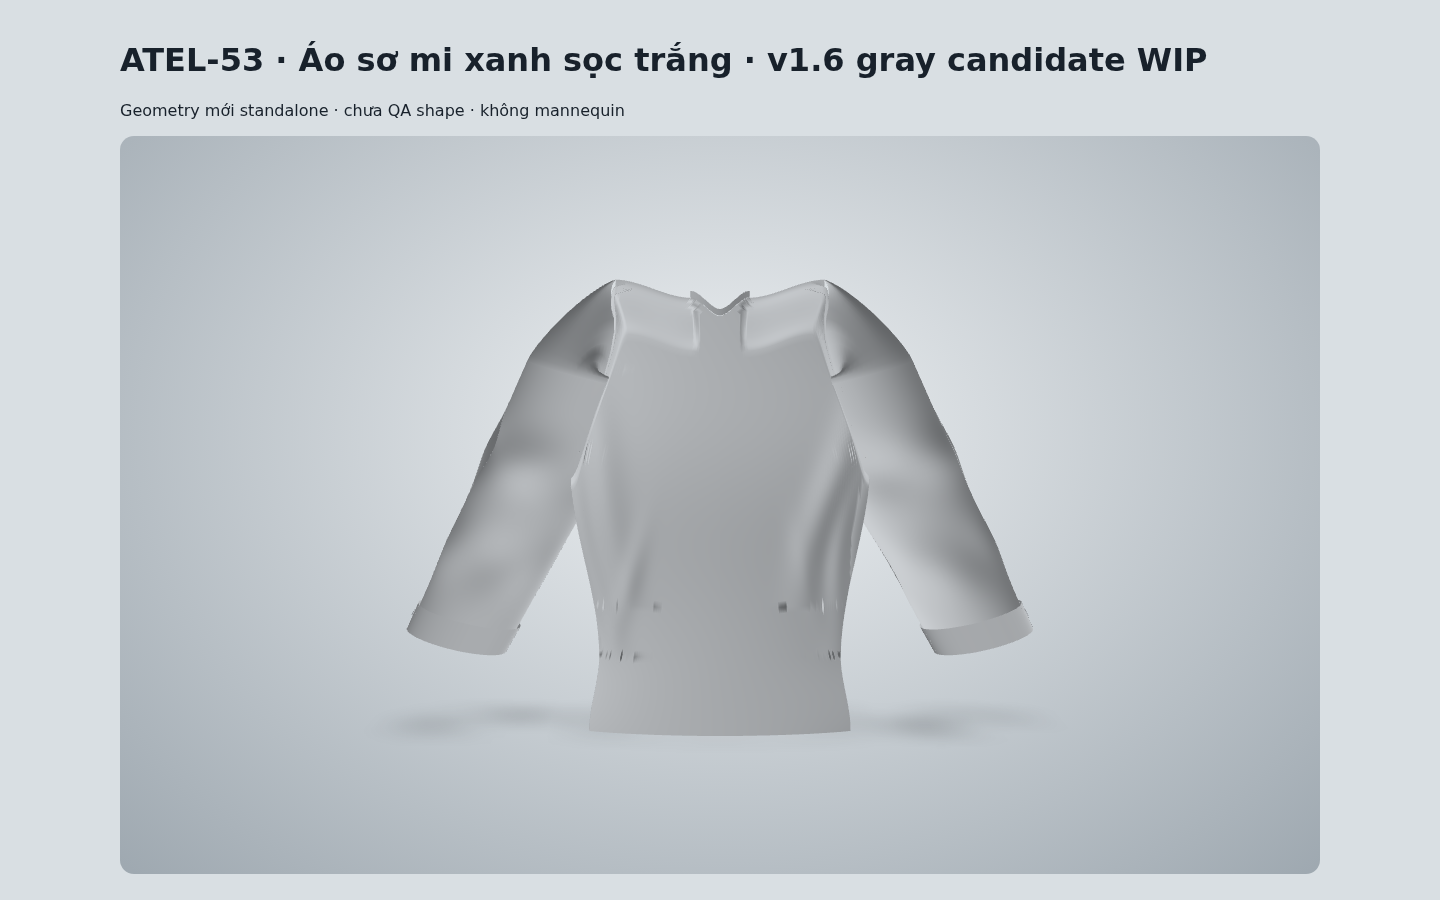 ATEL-53 · Áo sơ mi xanh sọc trắng · v1.6 gray candidate WIP
Geometry mới standalone · chưa QA shape · không mannequin